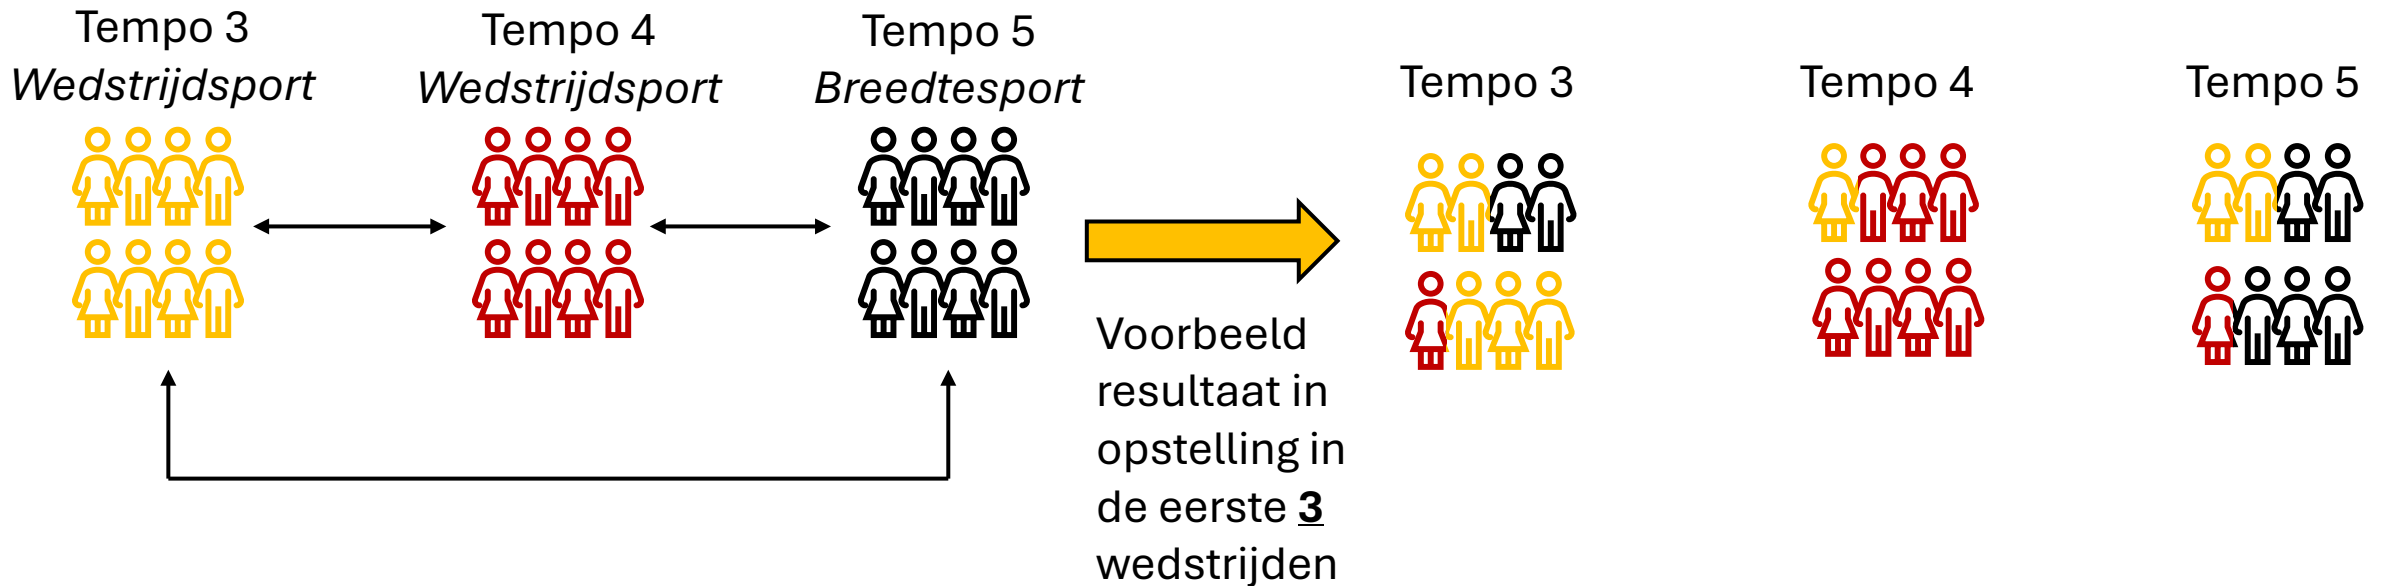 Tempo 3
Wedstrijdsport
Tempo 4
Wedstrijdsport
Tempo 5
Breedtesport
Voorbeeld
resultaat in
opstelling in
de eerste 3
wedstrijden
Tempo 3
Tempo 4
Tempo 5